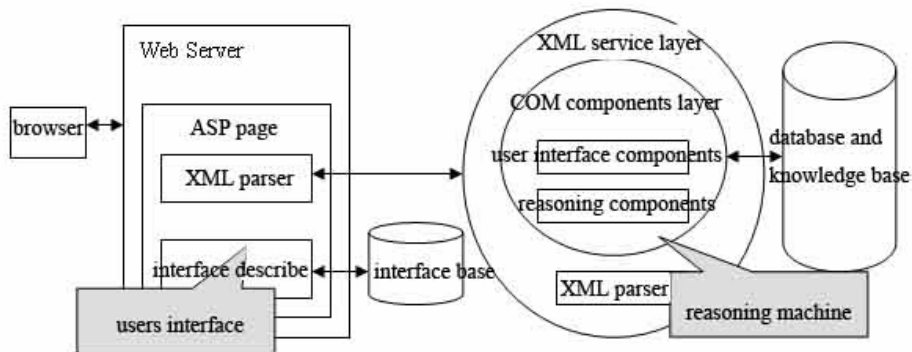 Web Server
browser
ASP page
XML parser
interface describe
users interface
interface base
XML service layer
COM components layer
user interface components
reasoning components
XML parser
reasoning machine
database and
knowledge base